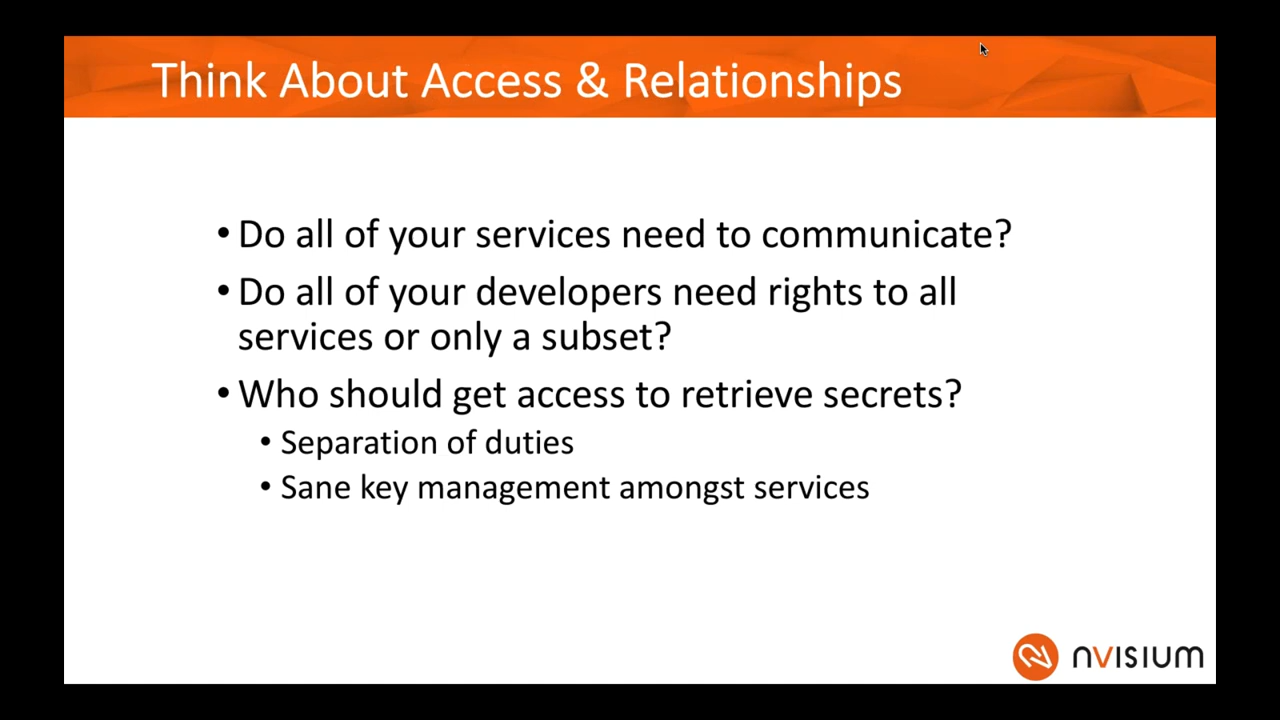 Think About Access & Relationships
• Do all of your services need to communicate?
• Do all of your developers need rights to all
services or only a subset?
• Who should get access to retrieve secrets?
• Separation of duties
• Sane key management amongst services
nVISIUM